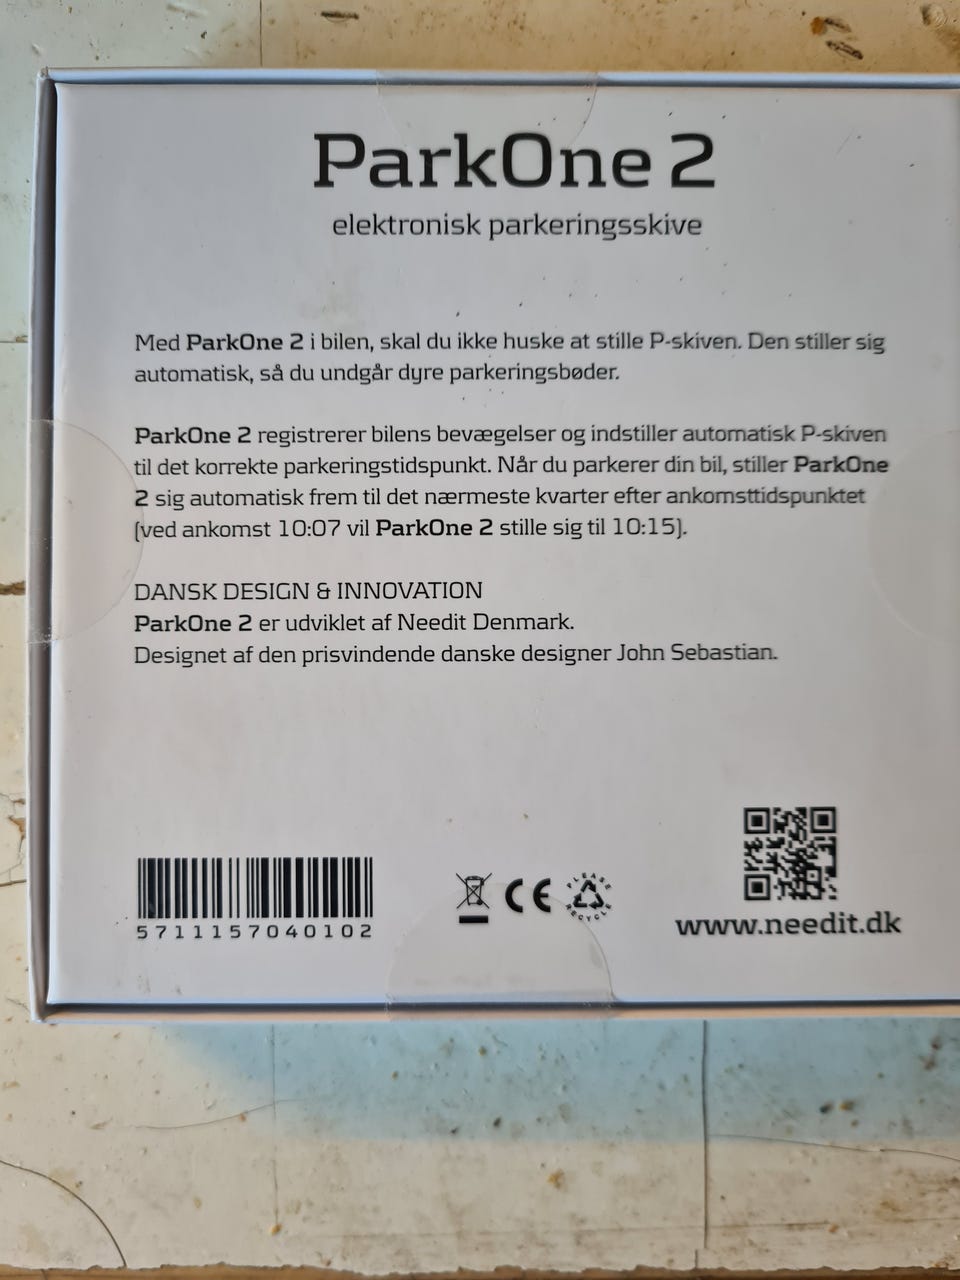 ParkOne 2
elektronisk parkeringsskive
Med ParkOne 2 i bilen, skal du ikke huske at stille P-skiven. Den stiller sig
automatisk, så du undgår dyre parkeringsbøder.
ParkOne 2 registrerer bilens bevægelser og indstiller automatisk P-skiven
til det korrekte parkeringstidspunkt. Når du parkerer din bil, stiller ParkOne
2 sig automatisk frem til det nærmeste kvarter efter ankomsttidspunktet
(ved ankomst 10:07 vil ParkOne 2 stille sig til 10:15).
DANSK DESIGN & INNOVATION
ParkOne 2 er udviklet af Needit Denmark.
Designet af den prisvindende danske designer John Sebastian.
5711157040102
CE
PLEASE
RECYCLE
www.needit.dk